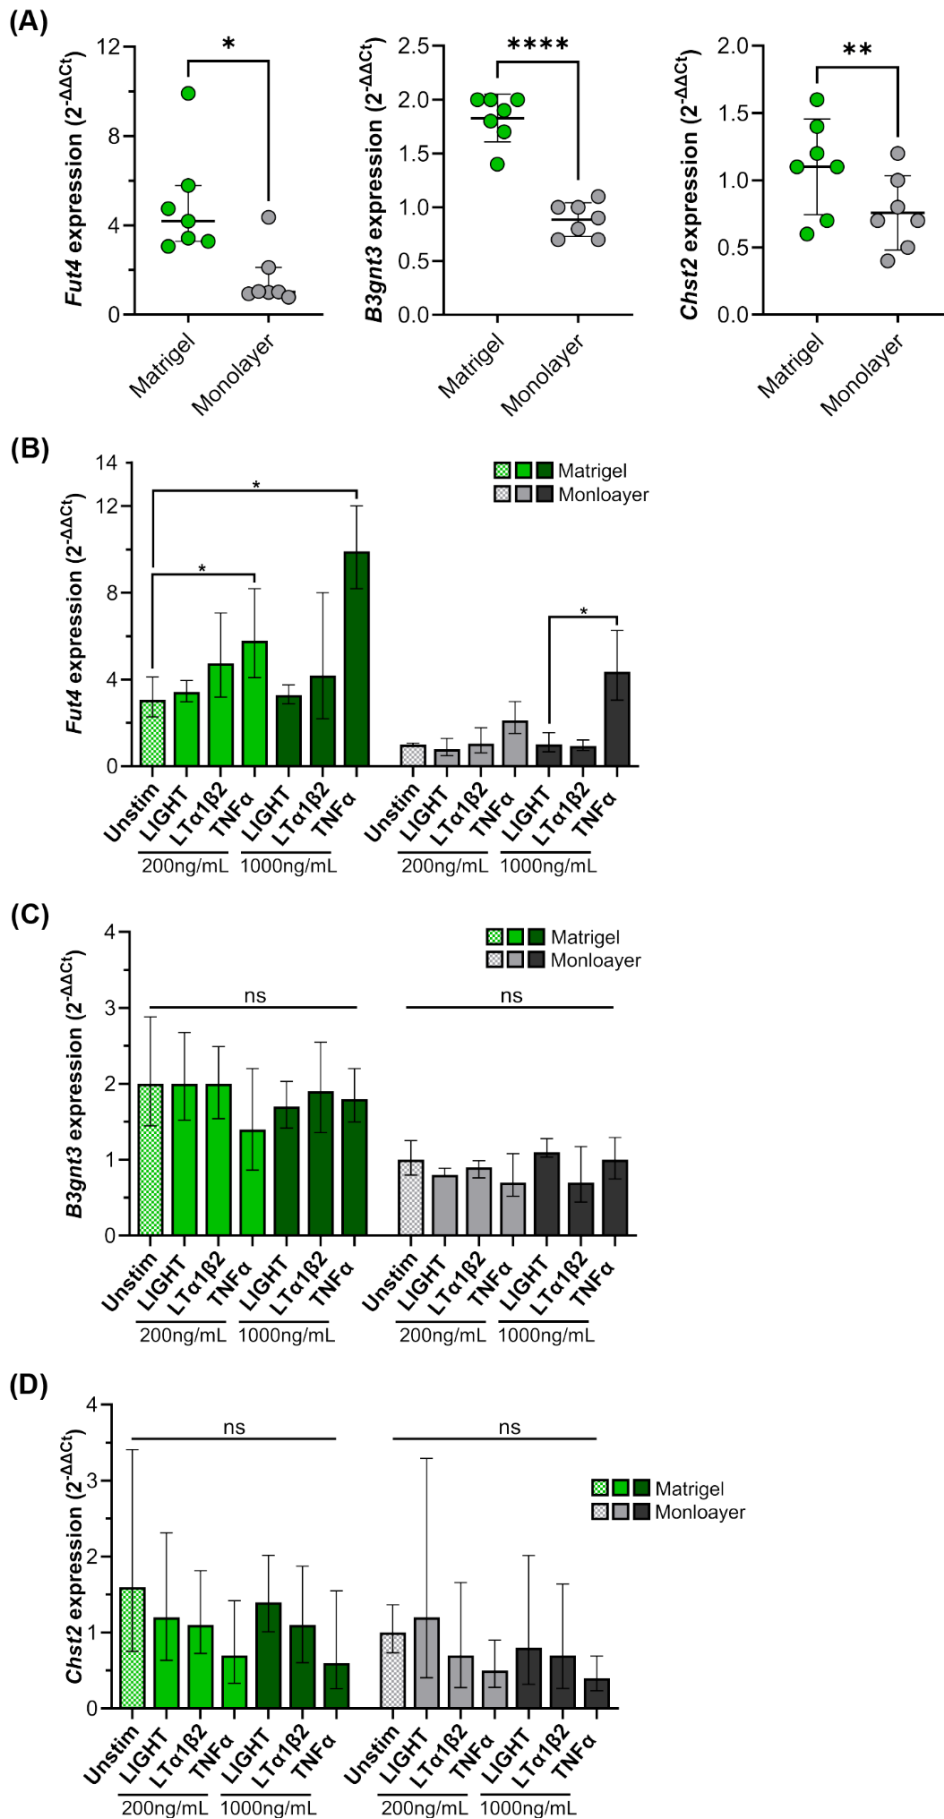 (A)
Fut4 expression (2-ΔΔCt)
12
8
4
0
*
Matrigel
Monolayer
B3gnt3 expression (2-ΔΔCt)
2.5
2.0
1.5
1.0
0.5
0.0
****
Matrigel
Monolayer
Chst2 expression (2-ΔΔCt)
2.0
1.5
1.0
0.5
0.0
**
Matrigel
Monolayer
(B)
Fut4 expression (2-ΔΔCt)
14
12
8
4
0
*
*
*
Matrigel
Monloayer
Unstim
LIGHT
LTα1β2
TNFα
LIGHT
LTα1β2
TNFα
200ng/mL
1000ng/mL
Unstim
LIGHT
LTα1β2
TNFα
LIGHT
LTα1β2
TNFα
200ng/mL
1000ng/mL
(C)
B3gnt3 expression (2-ΔΔCt)
4
3
2
1
0
ns
ns
Matrigel
Monloayer
Unstim
LIGHT
LTα1β2
TNFα
LIGHT
LTα1β2
TNFα
200ng/mL
1000ng/mL
Unstim
LIGHT
LTα1β2
TNFα
LIGHT
LTα1β2
TNFα
200ng/mL
1000ng/mL
(D)
Chst2 expression (2-ΔΔCt)
4
3
2
1
0
ns
ns
Matrigel
Monloayer
Unstim
LIGHT
LTα1β2
TNFα
LIGHT
LTα1β2
TNFα
200ng/mL
1000ng/mL
Unstim
LIGHT
LTα1β2
TNFα
LIGHT
LTα1β2
TNFα
200ng/mL
1000ng/mL